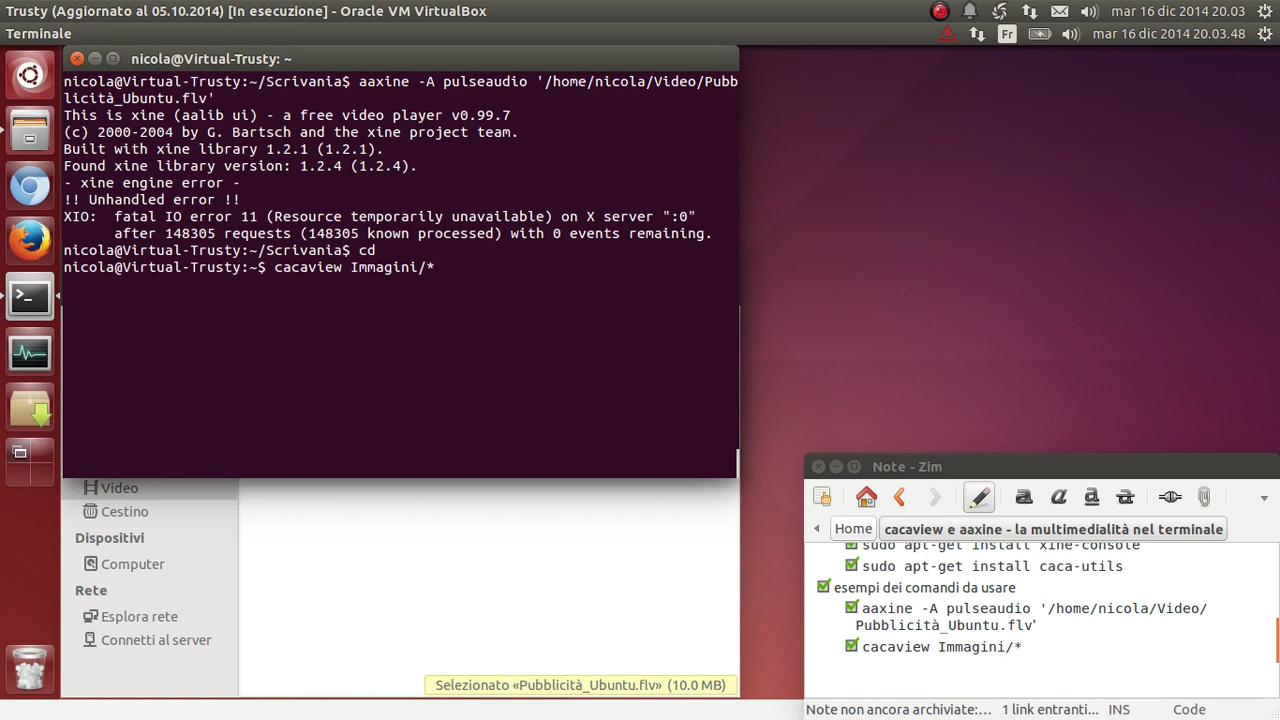 Trusty (Aggiornato al 05.10.2014) [In esecuzione] - Oracle VM VirtualBox
mar 16 dic 2014 20.03
Terminale
Fr
mar 16 dic 2014 20.03.48
nicola@Virtual-Trusty: ~
nicola@Virtual-Trusty:~/Scrivania$ aaxine -A pulseaudio '/home/nicola/Video/Pubb
licità_Ubuntu.flv'
This is xine (aalib ui) - a free video player v0.99.7
(c) 2000-2004 by G. Bartsch and the xine project team.
Built with xine library 1.2.1 (1.2.1).
Found xine library version: 1.2.4 (1.2.4).
- xine engine error -
!! Unhandled error !!
XIO:  fatal IO error 11 (Resource temporarily unavailable) on X server ":0"
      after 148305 requests (148305 known processed) with 0 events remaining.
nicola@Virtual-Trusty:~/Scrivania$ cd
nicola@Virtual-Trusty:~$ cacaview Immagini/*
Video
Cestino
Dispositivi
Computer
Rete
Esplora rete
Connetti al server
Selezionato «Pubblicità_Ubuntu.flv» (10.0 MB)
Note - Zim
Home
cacaview e aaxine - la multimedialità nel terminale
sudo apt-get install xine-console
sudo apt-get install caca-utils
esempi dei comandi da usare
aaxine -A pulseaudio '/home/nicola/Video/
Pubblicità_Ubuntu.flv'
cacaview Immagini/*
Note non ancora archiviate:...
1 link entranti...
INS
Code